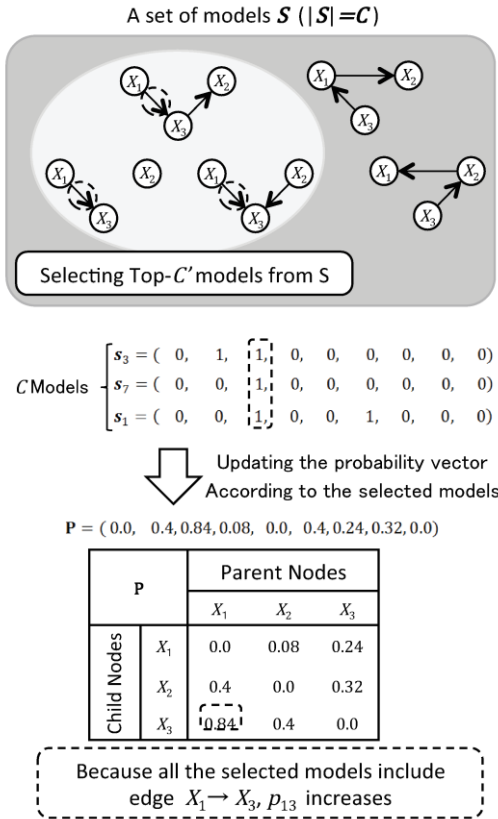 A set of models S (|S|=C)
X₁ X₂ X₁ X₂
X₃ X₃
X₁ X₂ X₁ X₂ X₁ X₂
X₃ X₃ X₃
Selecting Top-C′ models from S
s₃ = ( 0, 1, 1, 0, 0, 0, 0, 0, 0)
C Models s₇ = ( 0, 0, 1, 0, 0, 0, 0, 0, 0)
s₁ = ( 0, 0, 1, 0, 0, 1, 0, 0, 0)
Updating the probability vector
According to the selected models
P = ( 0.0, 0.4, 0.84, 0.08, 0.0, 0.4, 0.24, 0.32, 0.0)
P Parent Nodes
X₁ X₂ X₃
Child Nodes
X₁ 0.0 0.08 0.24
X₂ 0.4 0.0 0.32
X₃ 0.84 0.4 0.0
Because all the selected models include
edge X₁→ X₃, p₁₃ increases